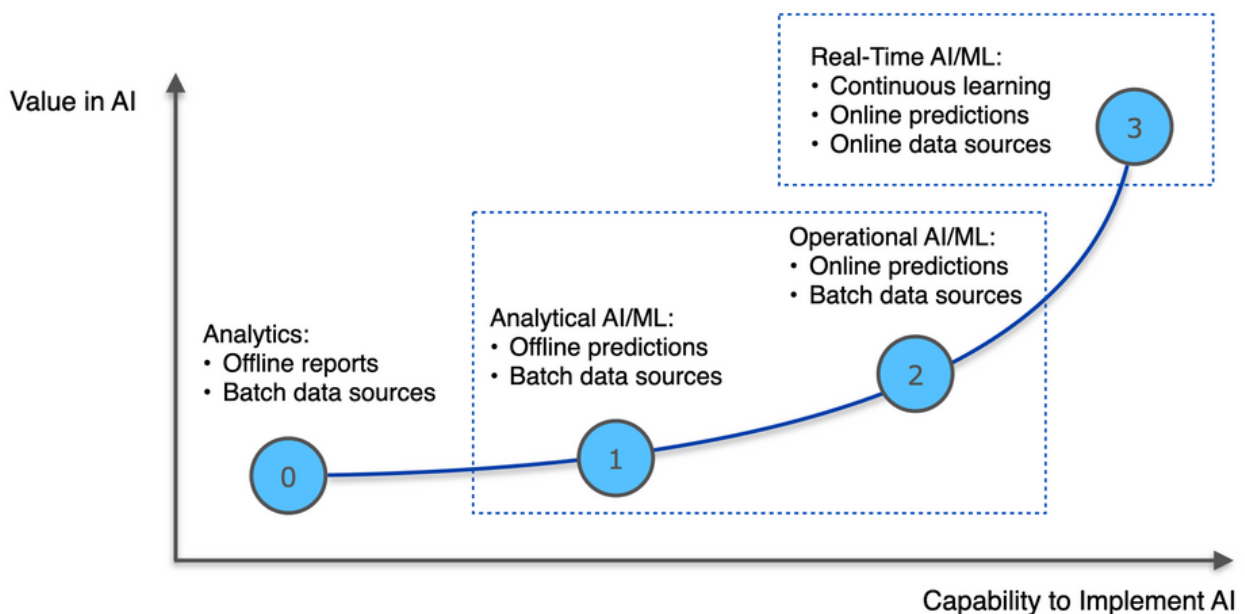 Value in AI
Real-Time AI/ML:
• Continuous learning
• Online predictions
• Online data sources
3
Operational AI/ML:
• Online predictions
• Batch data sources
2
Analytical AI/ML:
• Offline predictions
• Batch data sources
1
Analytics:
• Offline reports
• Batch data sources
0
Capability to Implement AI